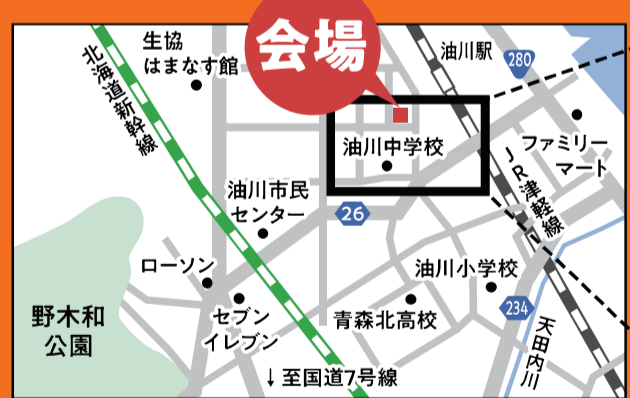 会場
生協
はまなす館
北海道新幹線
油川駅
280
油川中学校
ファミリー
マート
JR津軽線
油川市民
センター
26
ローソン
セブン
イレブン
油川小学校
青森北高校
234
野木和
公園
天田内川
↓至国道7号線